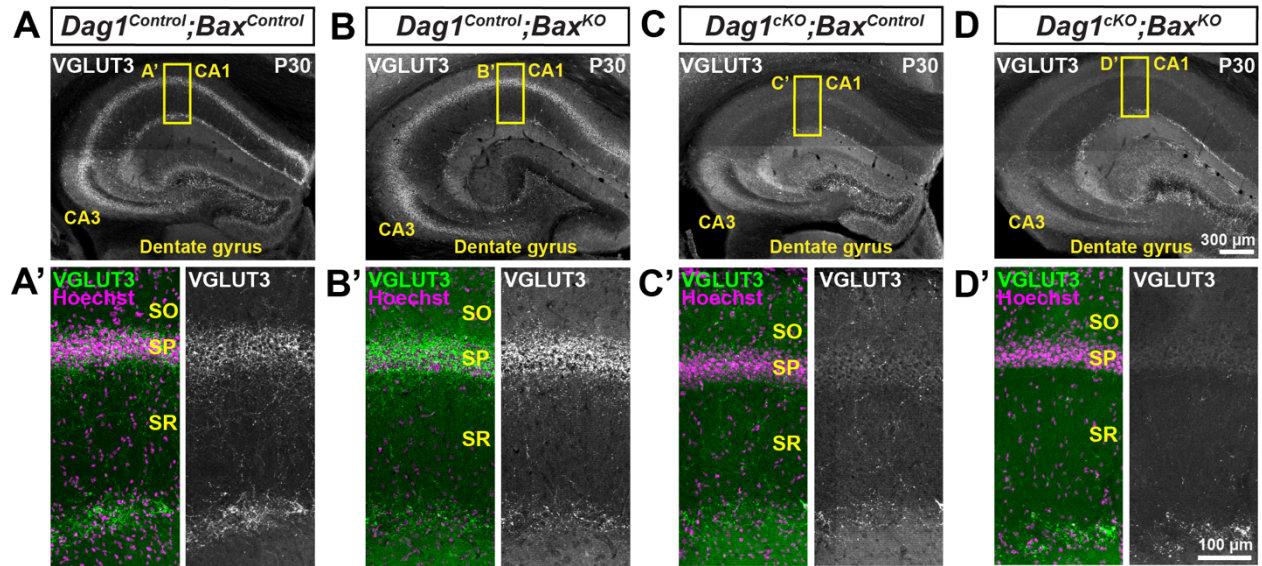 A Dag1Control;BaxControl
VGLUT3 A' CA1 P30
CA3
Dentate gyrus
B Dag1Control;BaxKO
VGLUT3 B' CA1 P30
CA3
Dentate gyrus
C Dag1cKO;BaxControl
VGLUT3 C' CA1 P30
CA3
Dentate gyrus
D Dag1cKO;BaxKO
VGLUT3 D' CA1 P30
CA3
Dentate gyrus
300 µm
A' VGLUT3
Hoechst
SO
SP
SR
VGLUT3
B' VGLUT3
Hoechst
SO
SP
SR
VGLUT3
C' VGLUT3
Hoechst
SO
SP
SR
VGLUT3
D' VGLUT3
Hoechst
SO
SP
SR
VGLUT3
100 µm